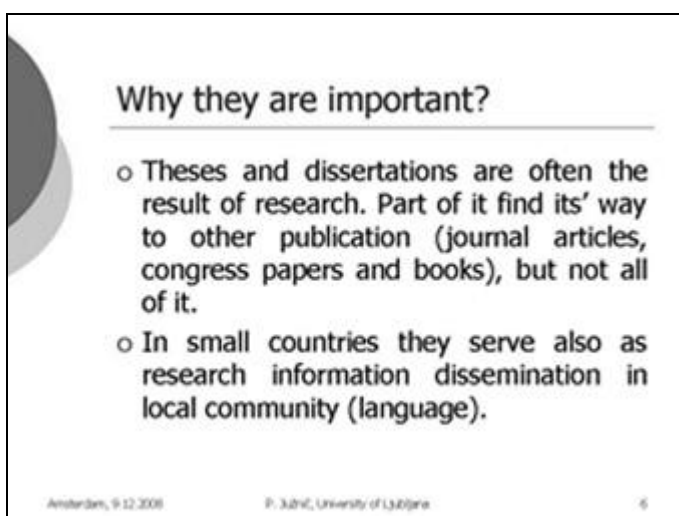 Why they are important?
o Theses and dissertations are often the
result of research. Part of it find its’ way
to other publication (journal articles,
congress papers and books), but not all
of it.
o In small countries they serve also as
research information dissemination in
local community (language).
Amsterdam, 9-12.2008 P. Južnič, University of Ljubljana 6